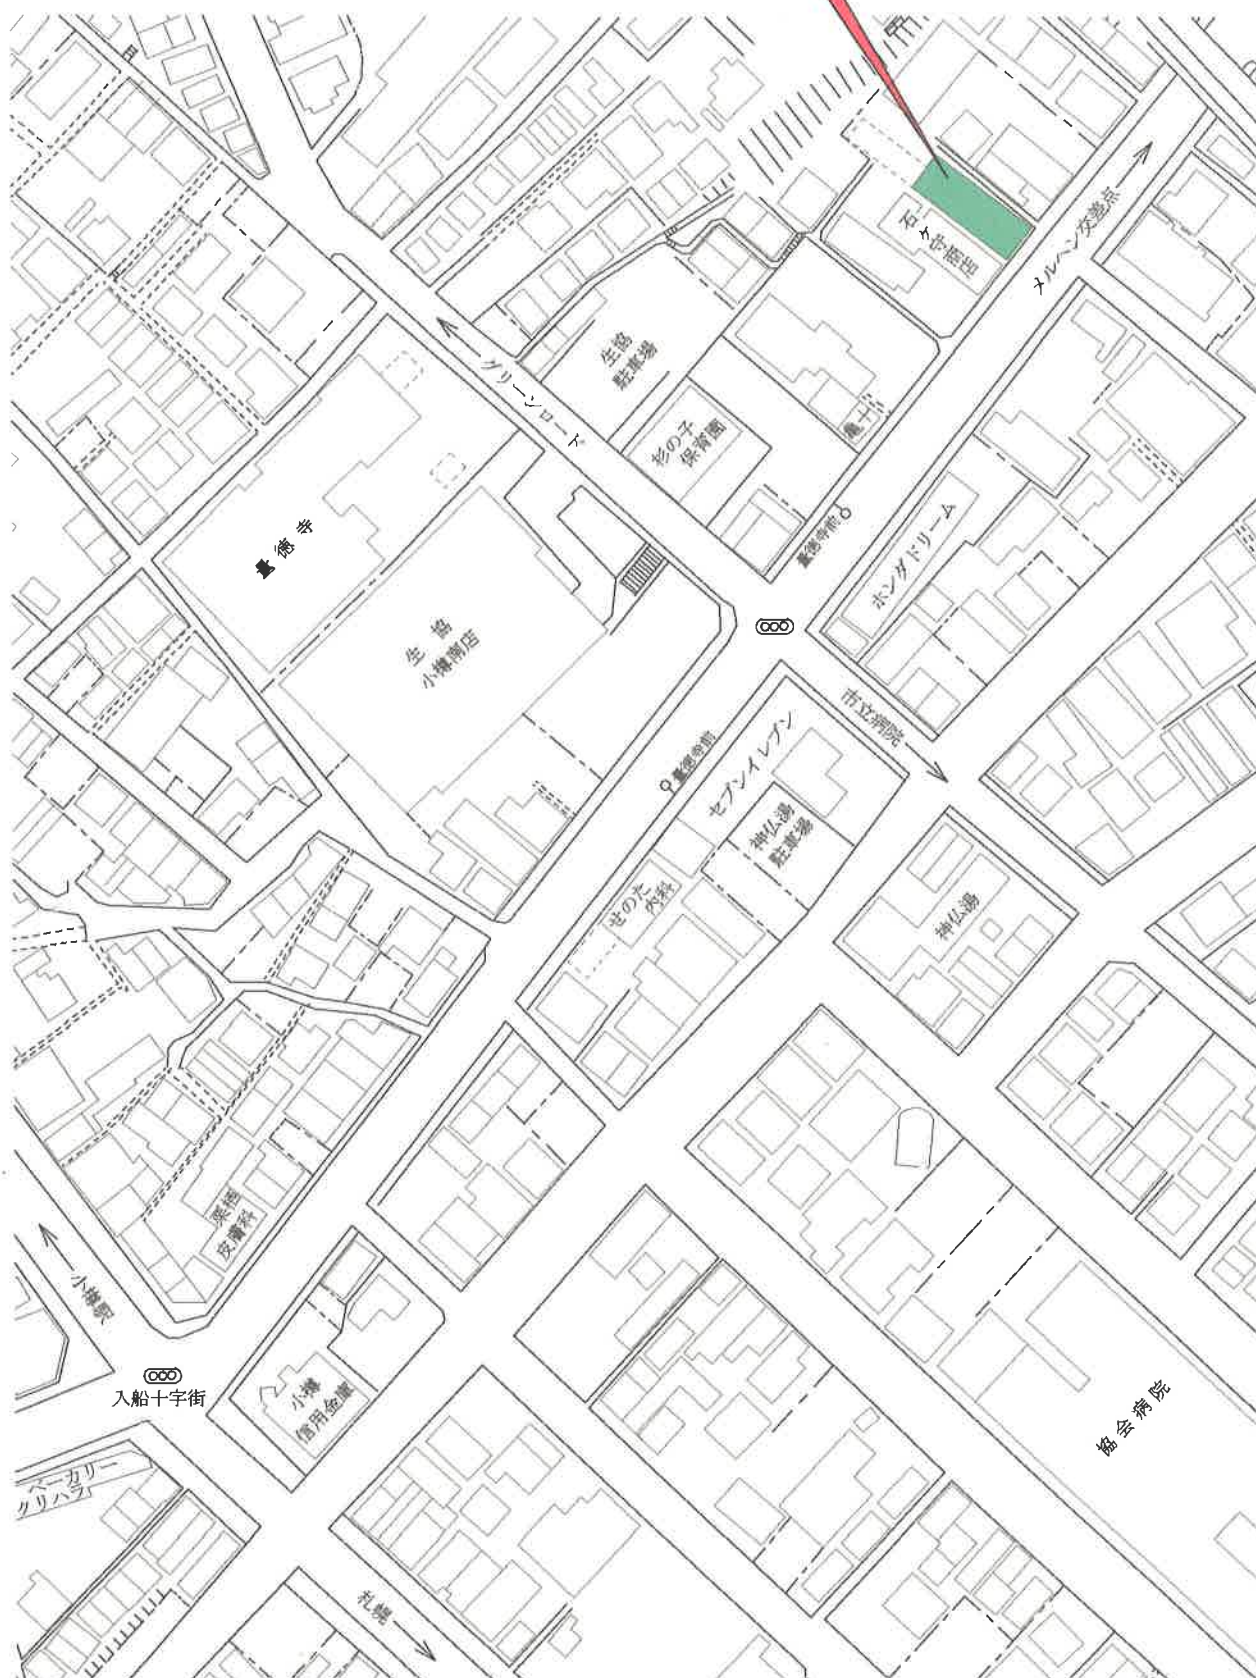 石ヶ守商店
メルヘン交差点
生協
駐車場
グリーンロード
亀十
杉の子
保育園
量徳寺前
ホンダドリーム
量徳寺
生協
小樽南店
市立病院
量徳寺前
セブンイレブン
神仏湯
駐車場
せのた
内科
神仏湯
栗栖
皮膚科
小樽駅
入船十字街
小樽
信用金庫
協会病院
ベーカリー
クリハラ
札幌